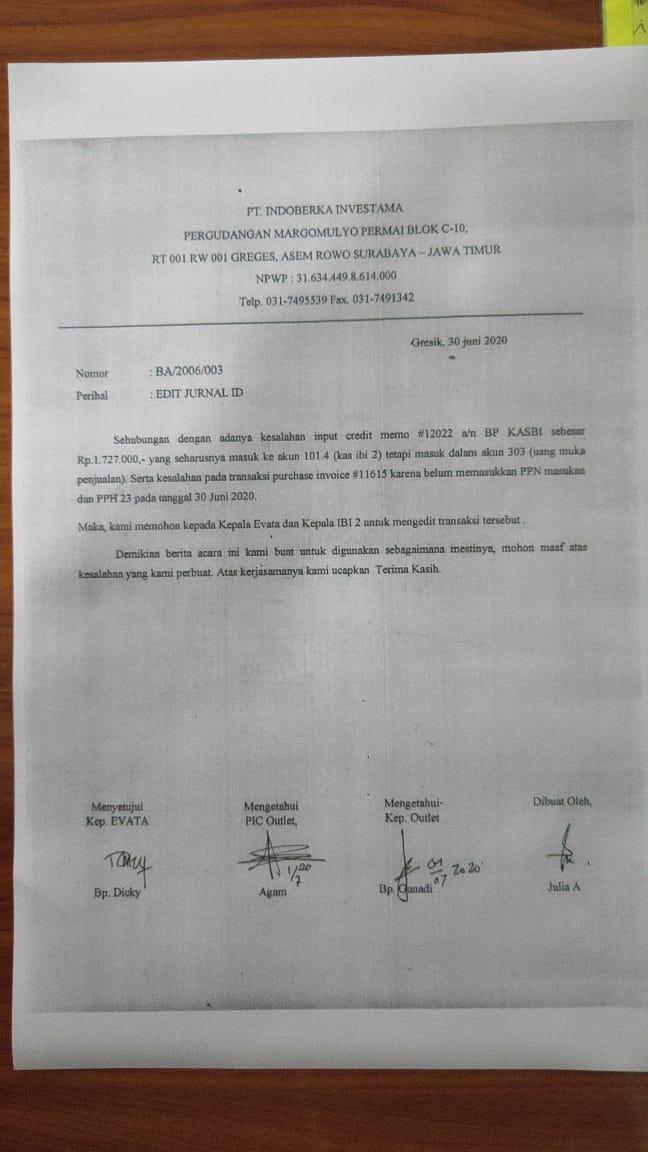 PT. INDOBERKA INVESTAMA
PERGUDANGAN MARGOMULYO PERMAI BLOK C-10,
RT 001 RW 001 GREGES, ASEM ROWO SURABAYA – JAWA TIMUR
NPWP : 31.634.449.8.614.000
Telp. 031-7495539 Fax. 031-7491342
Gresik, 30 juni 2020
Nomor : BA/2006/003
Perihal : EDIT JURNAL ID
Sehubungan dengan adanya kesalahan input credit memo #12022 a/n BP KASBI sebesar
Rp.1.727.000,- yang seharusnya masuk ke akun 101.4 (kas ibi 2) tetapi masuk dalam akun 303 (uang muka
penjualan). Serta kesalahan pada transaksi purchase invoice #11615 karena belum memasukkan PPN masukan
dan PPH 23 pada tanggal 30 Juni 2020.
Maka, kami memohon kepada Kepala Evata dan Kepala IBI 2 untuk mengedit transaksi tersebut .
Demikian berita acara ini kami buat untuk digunakan sebagaimana mestinya, mohon maaf atas
kesalahan yang kami perbuat. Atas kerjasamanya kami ucapkan Terima Kasih.
Menyetujui Mengetahui Mengetahui Dibuat Oleh,
Kep. EVATA PIC Outlet, Kep. Outlet
1/7 20 01/07 2020
Bp. Dicky Agam Bp. Gunadi Julia A